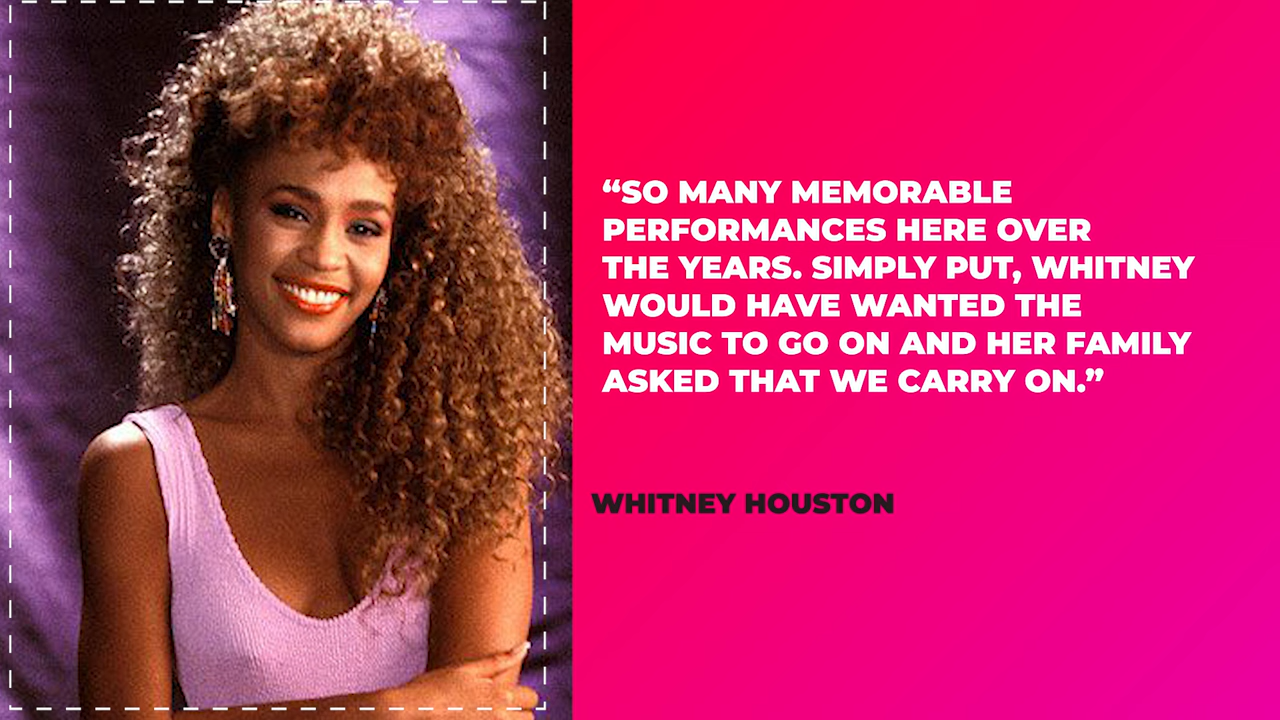 “SO MANY MEMORABLE
PERFORMANCES HERE OVER
THE YEARS. SIMPLY PUT, WHITNEY
WOULD HAVE WANTED THE
MUSIC TO GO ON AND HER FAMILY
ASKED THAT WE CARRY ON.”
WHITNEY HOUSTON